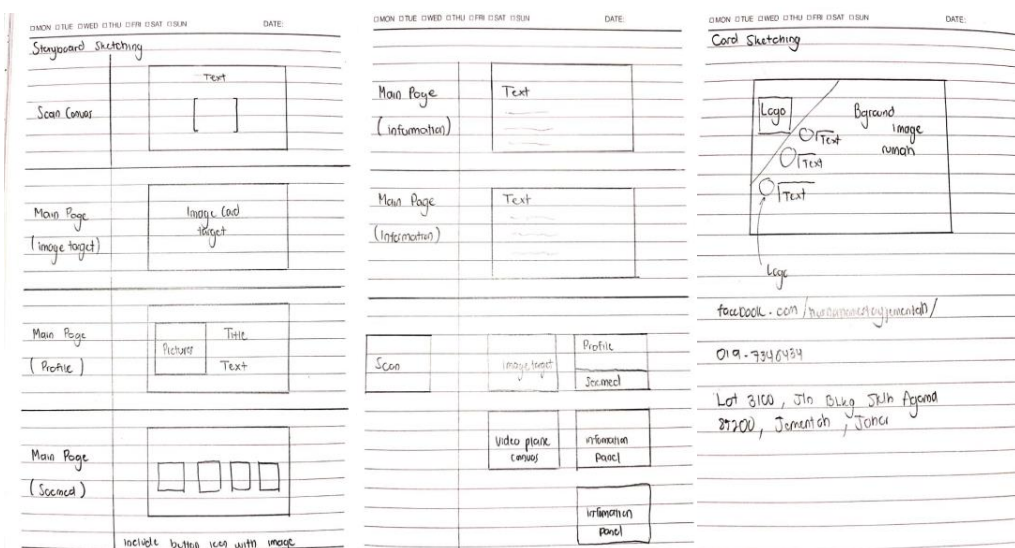 MON TUE WED THU FRI SAT SUN DATE:
Storyboard Sketching
Text
Scan Canvas
Main Page
(image target)
Image Card
target
Main Page
(Profile)
Picture
Title
Text
Main Page
(Socmed)
include button icon with image
MON TUE WED THU FRI SAT SUN DATE:
Main Page
(information)
Text
Main Page
(Information)
Text
Scan
image target
Profile
Socmed
Video plane
canvas
information
panel
information
panel
MON TUE WED THU FRI SAT SUN DATE:
Card Sketching
Logo
Bground
image
rumah
Text
Text
Text
Logo
facebook.com/
Lot 3100, Jln Blkg Sklh Agama
Jementah, Johor